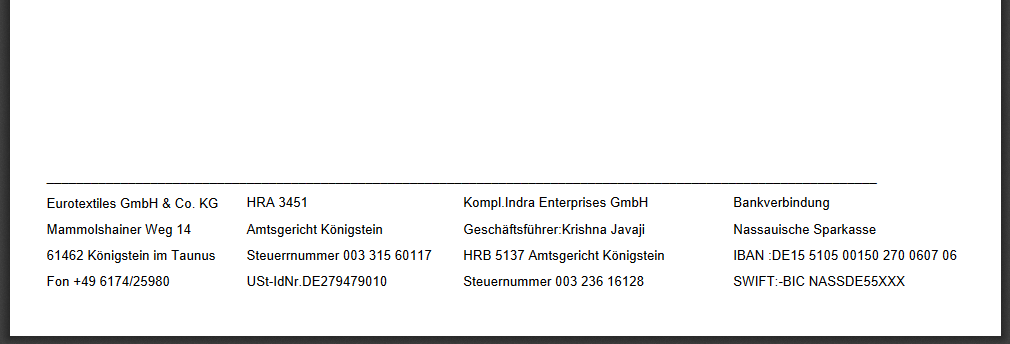 Eurotextiles GmbH & Co. KG HRA 3451 Kompl.Indra Enterprises GmbH Bankverbindung
Mammolshainer Weg 14 Amtsgericht Königstein Geschäftsführer:Krishna Javaji Nassauische Sparkasse
61462 Königstein im Taunus Steuerrnummer 003 315 60117 HRB 5137 Amtsgericht Königstein IBAN :DE15 5105 00150 270 0607 06
Fon +49 6174/25980 USt-IdNr.DE279479010 Steuernummer 003 236 16128 SWIFT:-BIC NASSDE55XXX